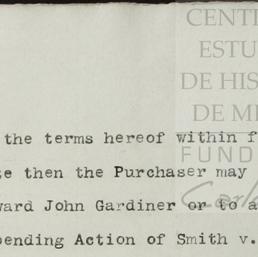 CENT
ESTU
DE HIS
DE M
FUND
Carl
the terms hereof within f
e then the Purchaser may
ward John Gardiner or to a
pending Action of Smith v.